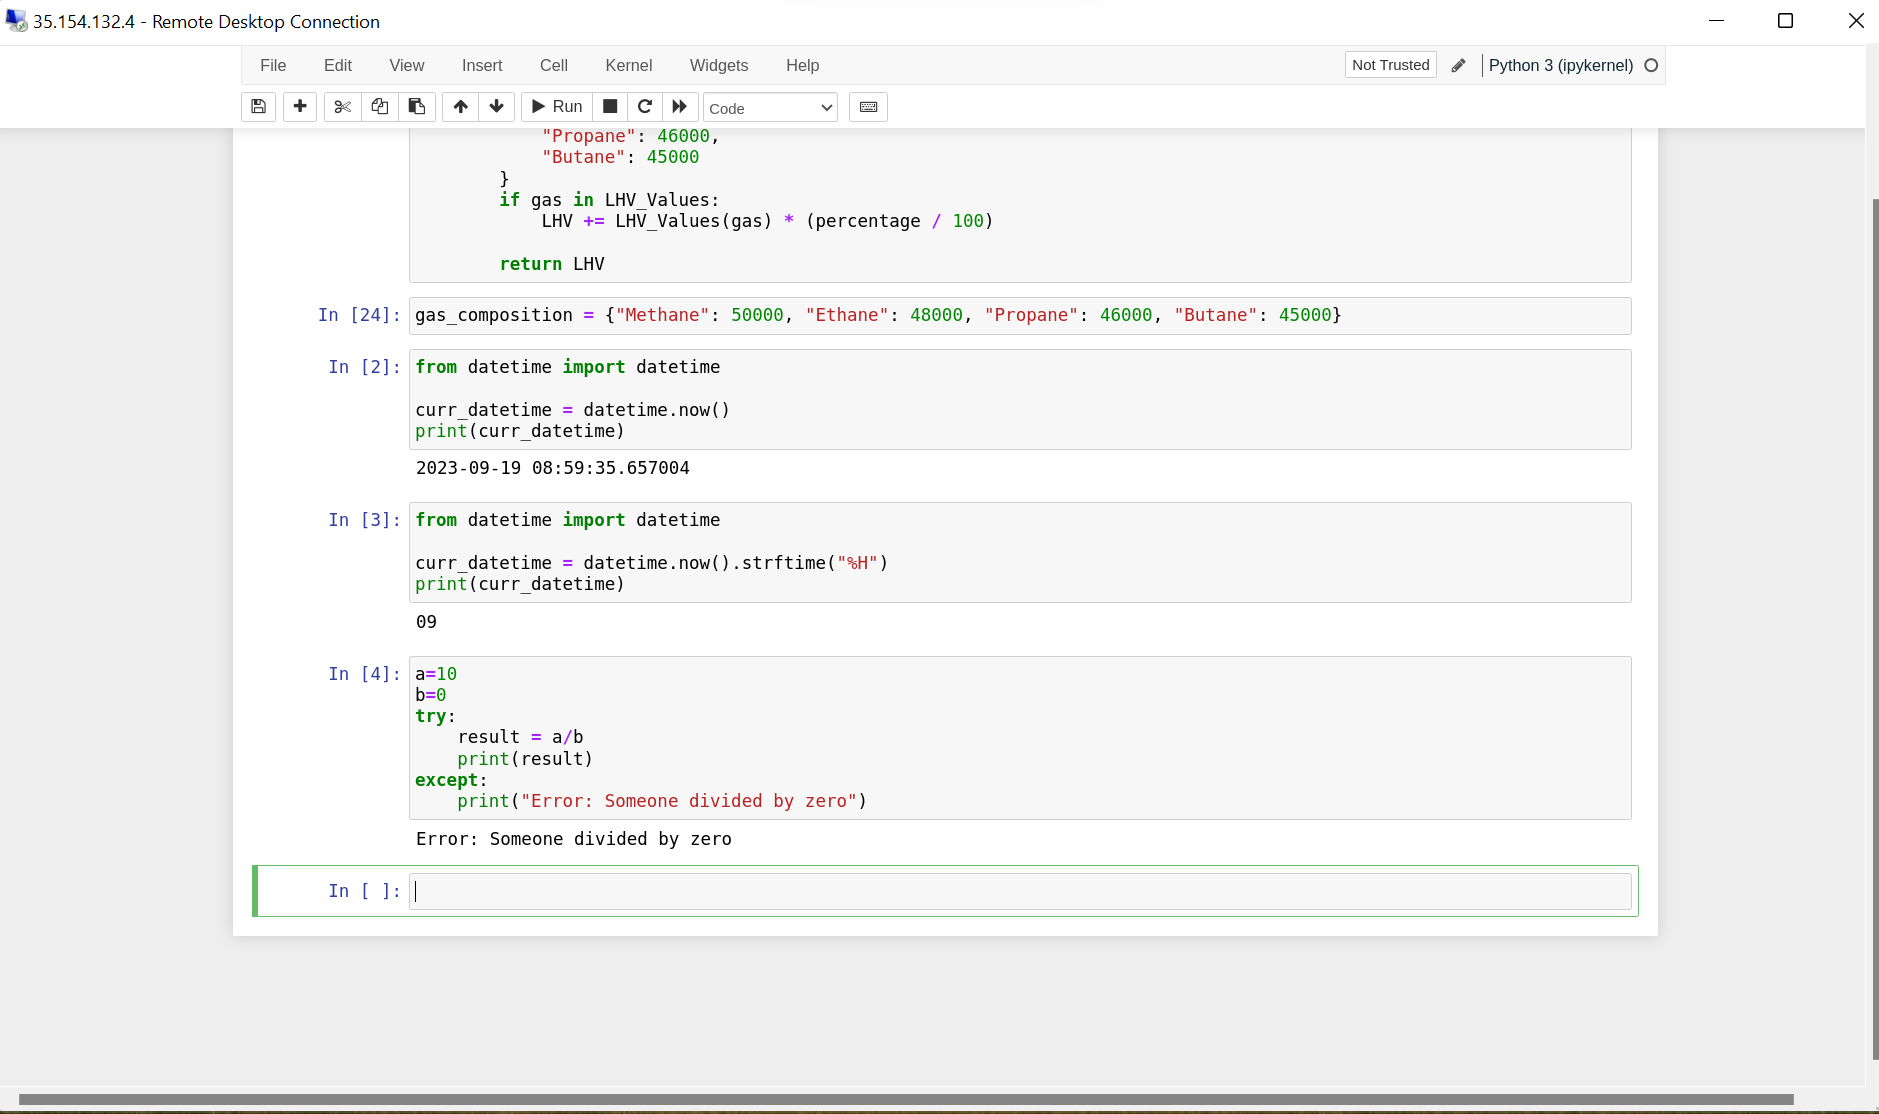 35.154.132.4 - Remote Desktop Connection
File Edit View Insert Cell Kernel Widgets Help Not Trusted Python 3 (ipykernel)
Run Code
"Propane": 46000,
"Butane": 45000
}
if gas in LHV_Values:
LHV += LHV_Values(gas) * (percentage / 100)
return LHV
In [24]: gas_composition = {"Methane": 50000, "Ethane": 48000, "Propane": 46000, "Butane": 45000}
In [2]: from datetime import datetime
curr_datetime = datetime.now()
print(curr_datetime)
2023-09-19 08:59:35.657004
In [3]: from datetime import datetime
curr_datetime = datetime.now().strftime("%H")
print(curr_datetime)
09
In [4]: a=10
b=0
try:
result = a/b
print(result)
except:
print("Error: Someone divided by zero")
Error: Someone divided by zero
In [ ]: